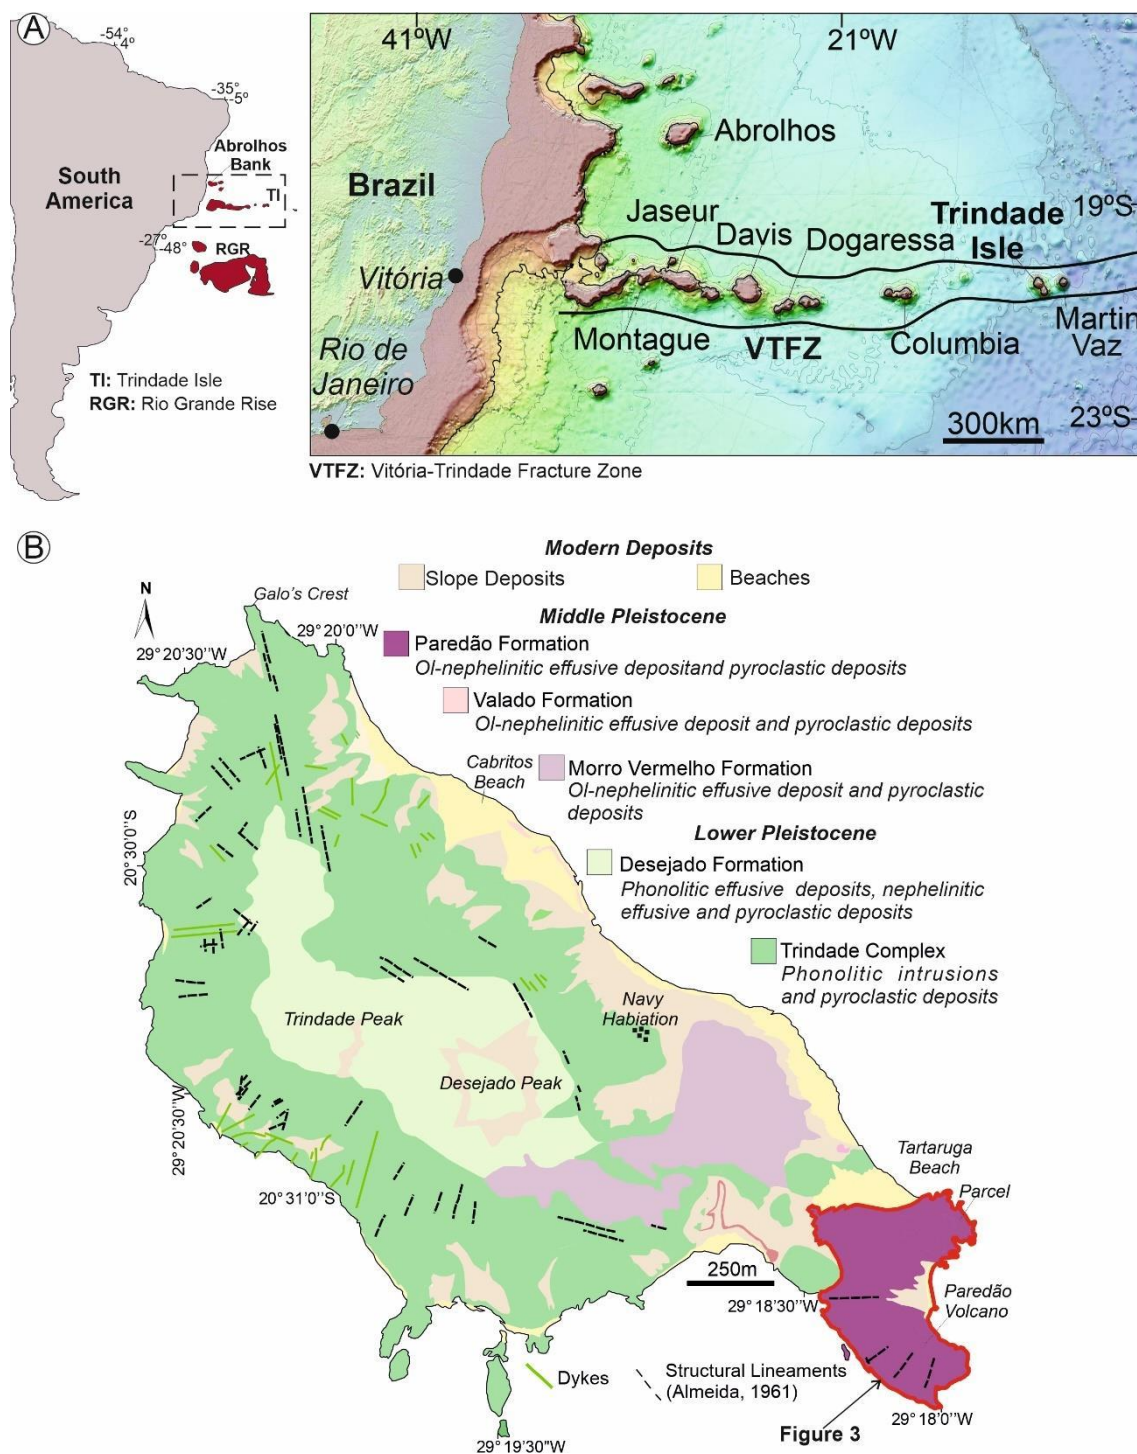 A
-54°
4°
-35°
-5°
Abrolhos
Bank
South
America
TI
-27°
-48°
RGR
TI: Trindade Isle
RGR: Rio Grande Rise
41°W
21°W
Abrolhos
Brazil
Jaseur
Davis
Dogaressa
Trindade
Isle
19°S
Vitória
Montague
VTFZ
Columbia
Martin
Vaz
Rio de
Janeiro
300km
23°S
VTFZ: Vitória-Trindade Fracture Zone
B
Modern Deposits
Slope Deposits
Beaches
Middle Pleistocene
Paredão Formation
Ol-nephelinitic effusive depositand pyroclastic deposits
Valado Formation
Ol-nephelinitic effusive deposit and pyroclastic deposits
Morro Vermelho Formation
Ol-nephelinitic effusive deposit and pyroclastic
deposits
Lower Pleistocene
Desejado Formation
Phonolitic effusive deposits, nephelinitic
effusive and pyroclastic deposits
Trindade Complex
Phonolitic intrusions
and pyroclastic deposits
N
Galo's Crest
29° 20'0''W
29° 20'30''W
Cabritos
Beach
20° 30'0''S
Trindade Peak
Navy
Habiation
Desejado Peak
29° 20'30''W
20° 31'0''S
Tartaruga
Beach
Parcel
250m
29° 18'30''W
Paredão
Volcano
Dykes
Structural Lineaments
(Almeida, 1961)
Figure 3
29° 18'0''W
29° 19'30"W